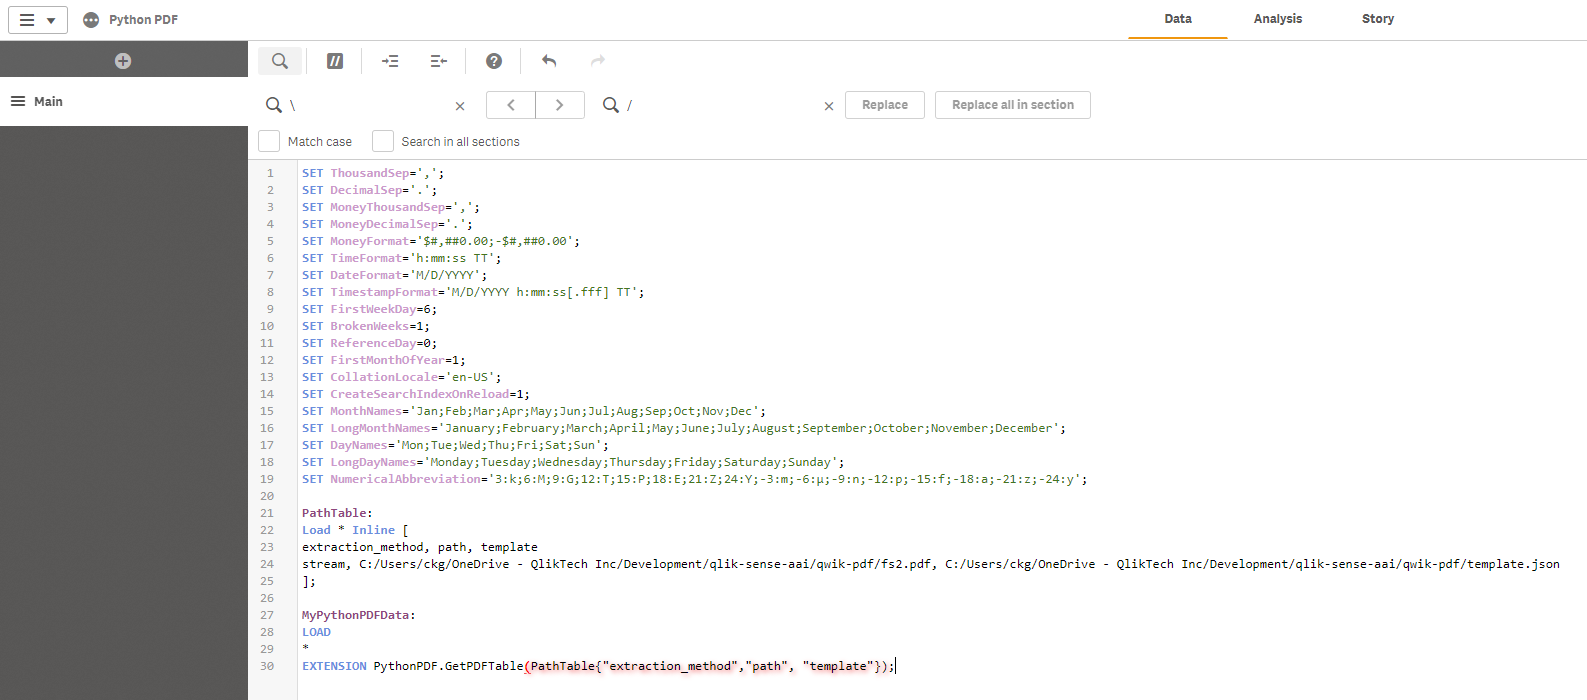 Python PDF
Data Analysis Story
Main
\ / Replace Replace all in section
Match case Search in all sections
1 SET ThousandSep=',';
2 SET DecimalSep='.';
3 SET MoneyThousandSep=',';
4 SET MoneyDecimalSep='.';
5 SET MoneyFormat='$#,##0.00;-$#,##0.00';
6 SET TimeFormat='h:mm:ss TT';
7 SET DateFormat='M/D/YYYY';
8 SET TimestampFormat='M/D/YYYY h:mm:ss[.fff] TT';
9 SET FirstWeekDay=6;
10 SET BrokenWeeks=1;
11 SET ReferenceDay=0;
12 SET FirstMonthOfYear=1;
13 SET CollationLocale='en-US';
14 SET CreateSearchIndexOnReload=1;
15 SET MonthNames='Jan;Feb;Mar;Apr;May;Jun;Jul;Aug;Sep;Oct;Nov;Dec';
16 SET LongMonthNames='January;February;March;April;May;June;July;August;September;October;November;December';
17 SET DayNames='Mon;Tue;Wed;Thu;Fri;Sat;Sun';
18 SET LongDayNames='Monday;Tuesday;Wednesday;Thursday;Friday;Saturday;Sunday';
19 SET NumericalAbbreviation='3:k;6:M;9:G;12:T;15:P;18:E;21:Z;24:Y;-3:m;-6:μ;-9:n;-12:p;-15:f;-18:a;-21:z;-24:y';
20
21 PathTable:
22 Load * Inline [
23 extraction_method, path, template
24 stream, C:/Users/ckg/OneDrive - QlikTech Inc/Development/qlik-sense-aai/qwik-pdf/fs2.pdf, C:/Users/ckg/OneDrive - QlikTech Inc/Development/qlik-sense-aai/qwik-pdf/template.json
25 ];
26
27 MyPythonPDFData:
28 LOAD
29 *
30 EXTENSION PythonPDF.GetPDFTable(PathTable{"extraction_method","path", "template"});